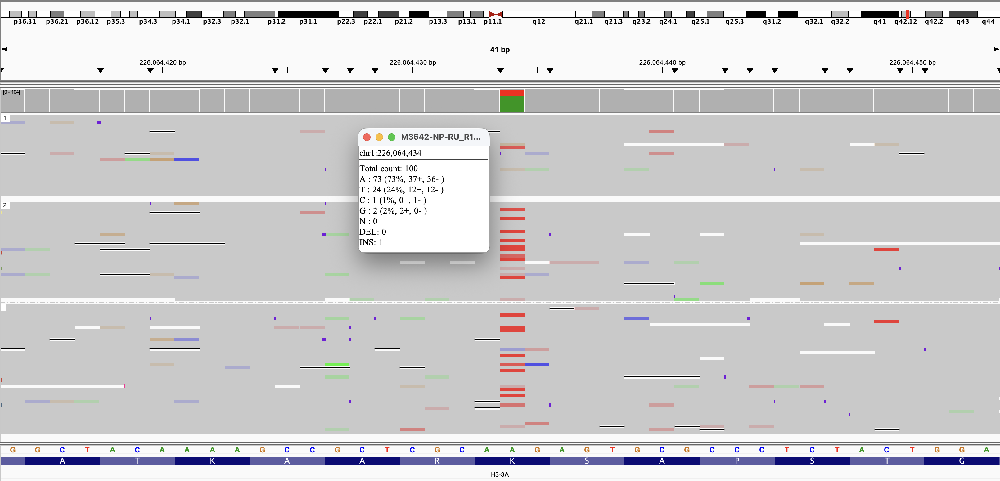 p36.31 p36.21 p36.12 p35.3 p34.3 p34.1 p32.3 p32.1 p31.2 p31.1 p22.3 p22.1 p21.2 p13.3 p13.1 p11.1 q12 q21.1 q21.3 q23.2 q24.1 q25.1 q25.3 q31.2 q32.1 q32.2 q41 q42.12 q42.2 q43 q44
41 bp
226,064,420 bp 226,064,430 bp 226,064,440 bp 226,064,450 bp
[0 - 104]
1
M3642-NP-RU_R1...
chr1:226,064,434
Total count: 100
A : 73 (73%, 37+, 36- )
T : 24 (24%, 12+, 12- )
C : 1 (1%, 0+, 1- )
G : 2 (2%, 2+, 0- )
N : 0
DEL: 0
INS: 1
2
G G C T A C A A A A G C C G C T C G C A A G A G T G C G C C C T C T A C T G G A
A T K A A R K S A P S T G
H3-3A